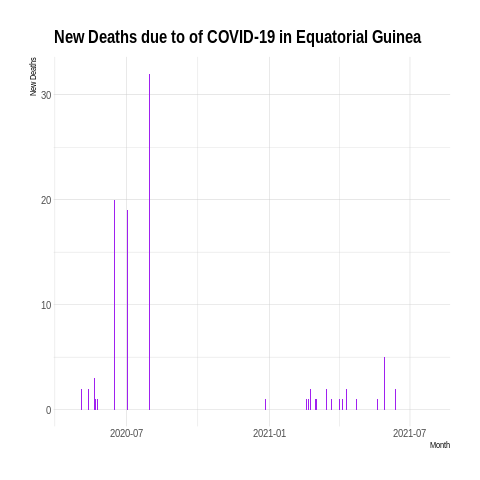 New Deaths due to of COVID-19 in Equatorial Guinea
New Deaths
30
20
10
0
2020-07 2021-01 2021-07
Month